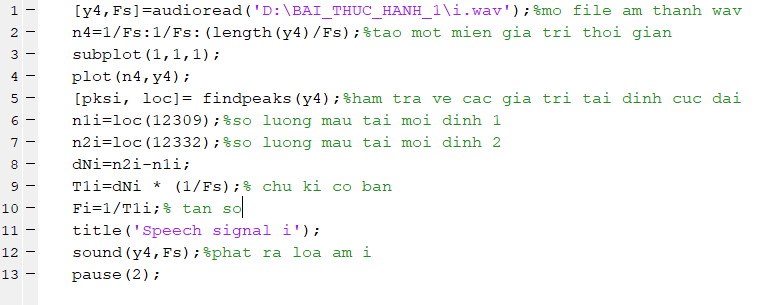 1 – [y4,Fs]=audioread('D:\BAI_THUC_HANH_1\i.wav');%mo file am thanh wav
2 – n4=1/Fs:1/Fs:(length(y4)/Fs);%tao mot mien gia tri thoi gian
3 – subplot(1,1,1);
4 – plot(n4,y4);
5 – [pksi, loc]= findpeaks(y4);%ham tra ve cac gia tri tai dinh cuc dai
6 – n1i=loc(12309);%so luong mau tai moi dinh 1
7 – n2i=loc(12332);%so luong mau tai moi dinh 2
8 – dNi=n2i-n1i;
9 – T1i=dNi * (1/Fs);% chu ki co ban
10 – Fi=1/T1i;% tan so
11 – title('Speech signal i');
12 – sound(y4,Fs);%phat ra loa am i
13 – pause(2);